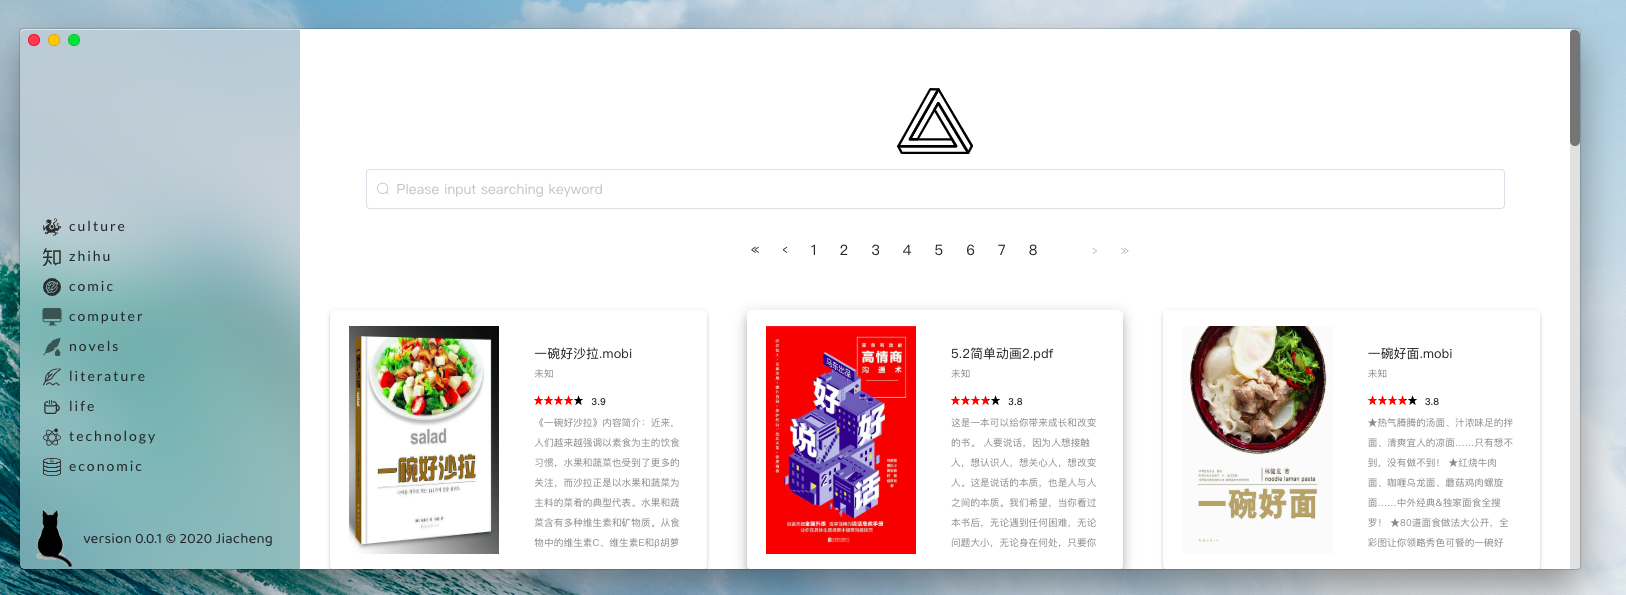 culture
zhihu
comic
computer
novels
literature
life
technology
economic
version 0.0.1 © 2020 Jiacheng
Please input searching keyword
« ‹ 1 2 3 4 5 6 7 8 › »
salad
一碗好沙拉
一碗好沙拉.mobi
未知
3.9
《一碗好沙拉》内容简介：近来，
人们越来越强调以素食为主的饮食
习惯，水果和蔬菜也受到了更多的
关注，而沙拉正是以水果和蔬菜为
主料的菜肴的典型代表。水果和蔬
菜含有多种维生素和矿物质。从食
物中的维生素C、维生素E和β胡萝
高情商
沟通术
马东出品
好好说话
5.2简单动画2.pdf
未知
3.8
这是一本可以给你带来成长和改变
的书。 人要说话，因为人想接触
人，想认识人，想关心人，想改变
人。这是说话的本质，也是人与人
之间的本质。我们希望，当你看过
本书后，无论遇到任何困难，无论
问题大小，无论身在何处，只要你
林健龙 著
noodle laman pasta
一碗好面
一碗好面.mobi
未知
3.8
★热气腾腾的汤面、汁浓味足的拌
面、清爽宜人的凉面……只有想不
到，没有做不到！ ★红烧牛肉
面、咖喱乌龙面、蘑菇鸡肉螺旋
面……中外经典&独家面食全搜
罗！ ★80道面食做法大公开，全
彩图让你领略秀色可餐的一碗好